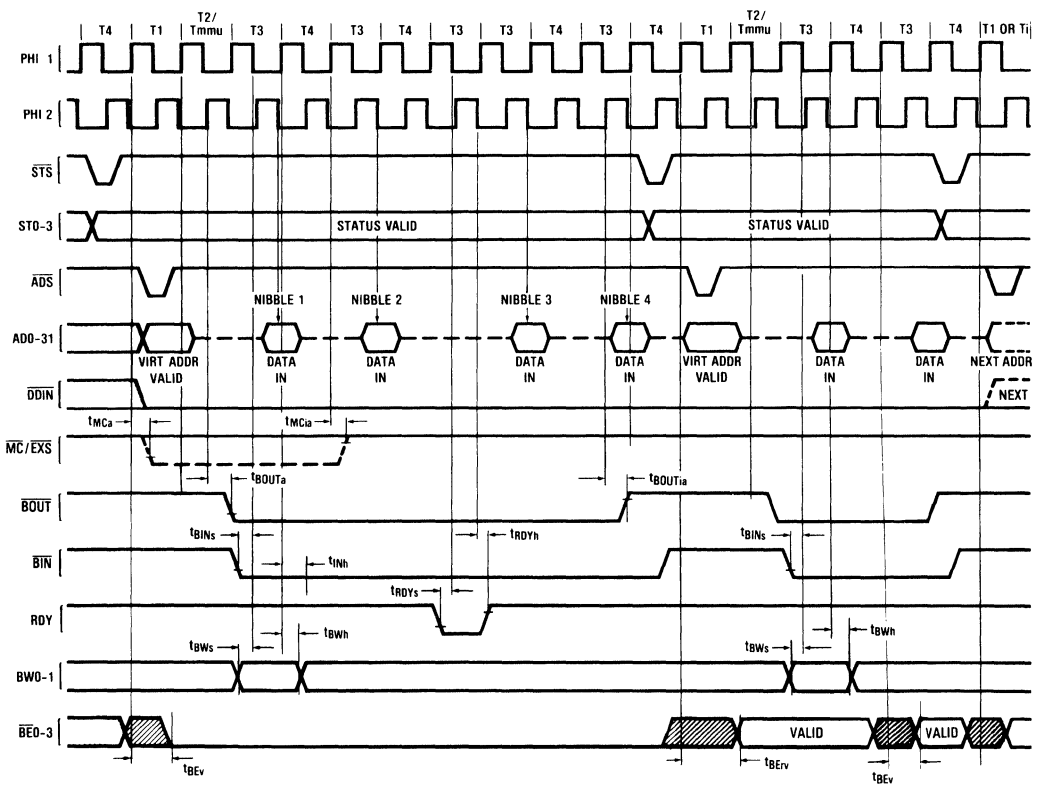 T4 T1 T2/ Tmmu T3 T4 T3 T4 T3 T3 T4 T1 T2/ Tmmu T3 T4 T3 T4 T1 OR Ti
PHI 1
PHI 2
STS
ST0-3 STATUS VALID STATUS VALID
ADS
NIBBLE 1 NIBBLE 2 NIBBLE 3 NIBBLE 4
AD0-31
VIRT ADDR VALID DATA IN DATA IN DATA IN DATA IN VIRT ADDR VALID DATA IN DATA IN NEXT ADDR
DDIN NEXT
tMCa tMCia
MC/EXS
tBOUTa tBOUTia
BOUT
tBINs tRDYh tBINs
BIN tINh
tRDYs
RDY
tBWs tBWh tBWs tBWh
BW0-1
BE0-3 VALID VALID
tBEv tBErv tBEv